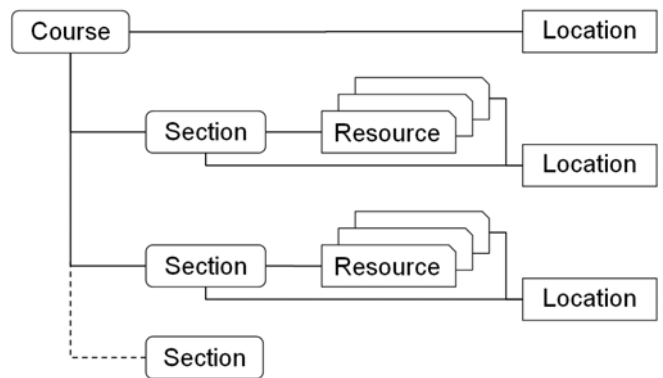 Course
Location
Section
Resource
Location
Section
Resource
Location
Section